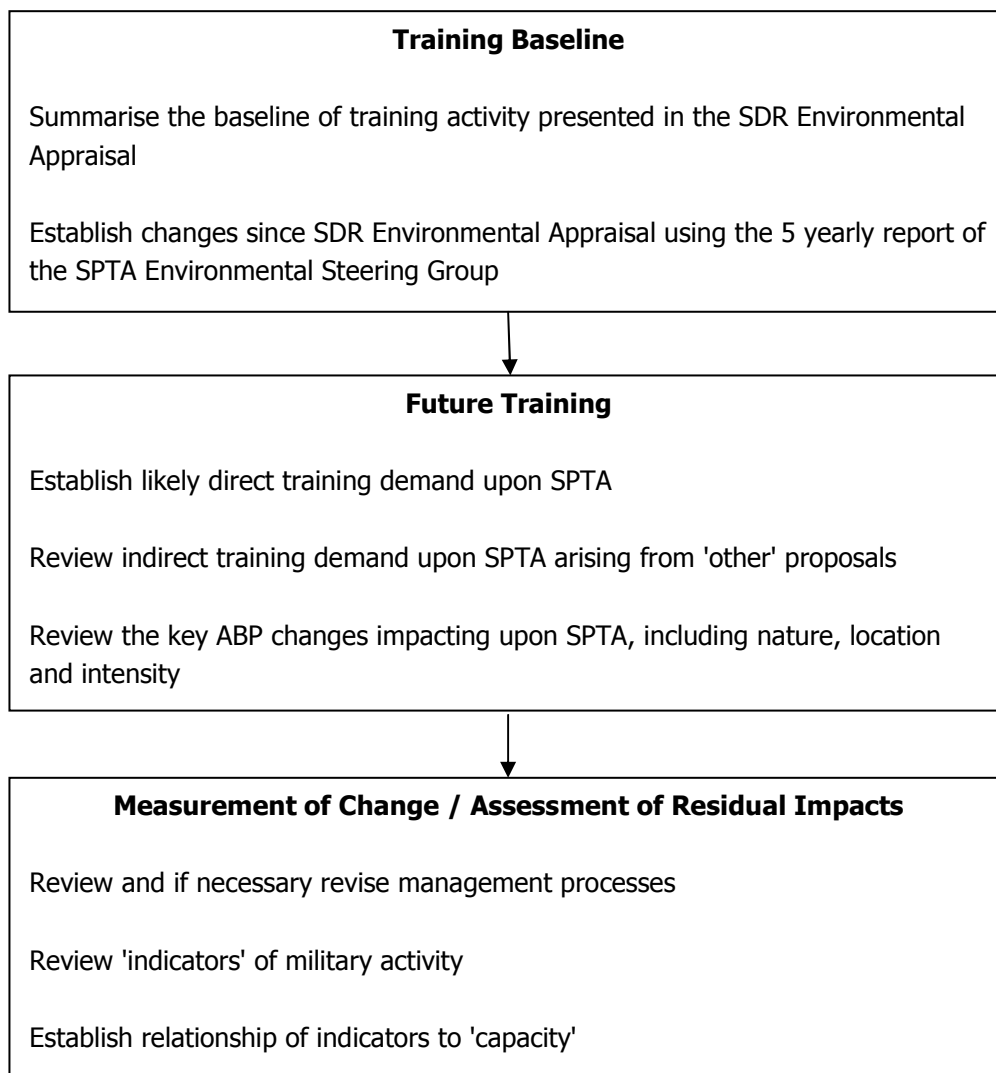 Training Baseline
Summarise the baseline of training activity presented in the SDR Environmental
Appraisal
Establish changes since SDR Environmental Appraisal using the 5 yearly report of
the SPTA Environmental Steering Group
Future Training
Establish likely direct training demand upon SPTA
Review indirect training demand upon SPTA arising from 'other' proposals
Review the key ABP changes impacting upon SPTA, including nature, location
and intensity
Measurement of Change / Assessment of Residual Impacts
Review and if necessary revise management processes
Review 'indicators' of military activity
Establish relationship of indicators to 'capacity'